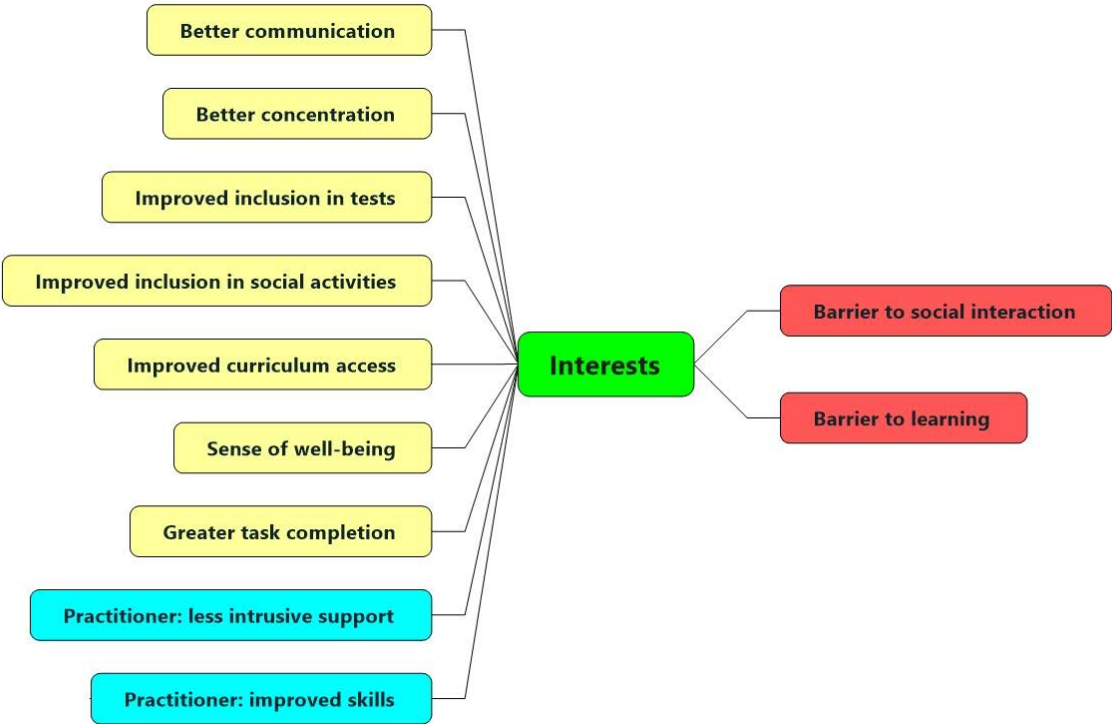 Better communication
Better concentration
Improved inclusion in tests
Improved inclusion in social activities
Improved curriculum access
Sense of well-being
Greater task completion
Practitioner: less intrusive support
Practitioner: improved skills
Interests
Barrier to social interaction
Barrier to learning